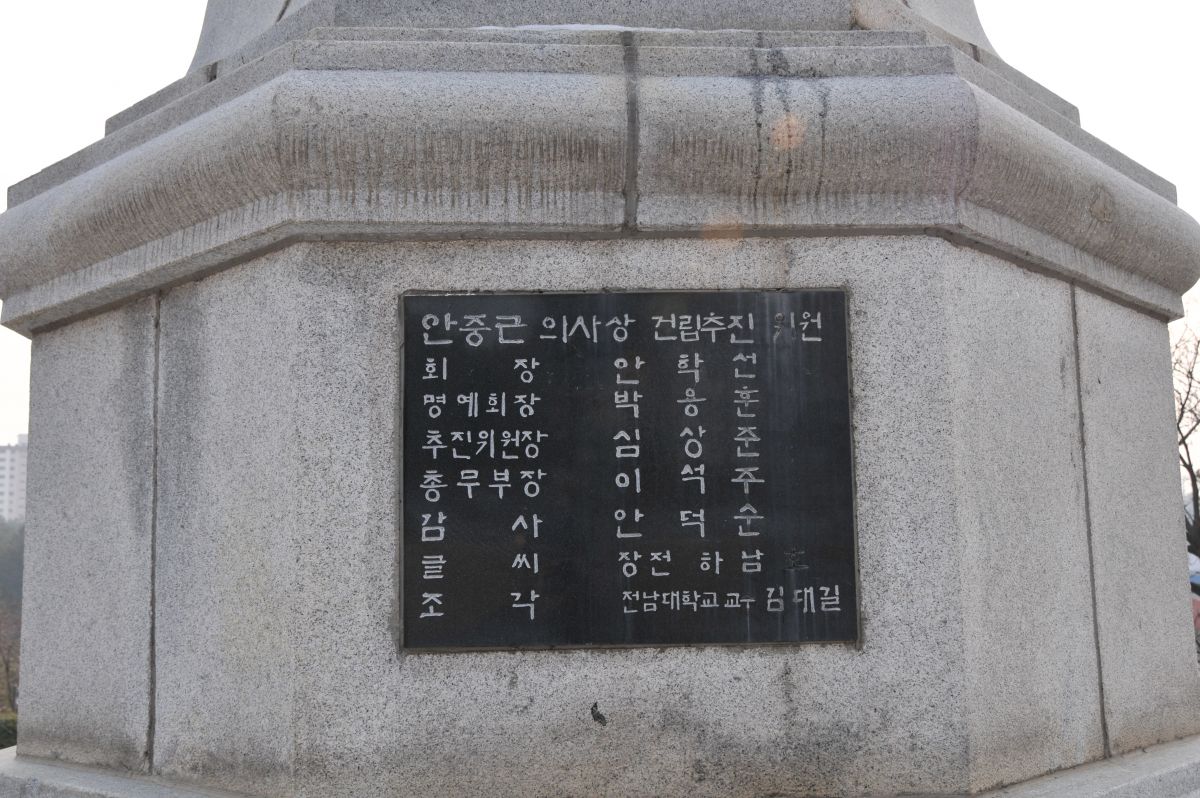 안중근 의사상 건립추진 위원
회 장 안 학 선
명예회장 박 용 훈
추진위원장 심 상 준
총무부장 이 석 주
감 사 안 덕 순
글 씨 장전 하 남 호
조 각 전남대학교 교수 김대길